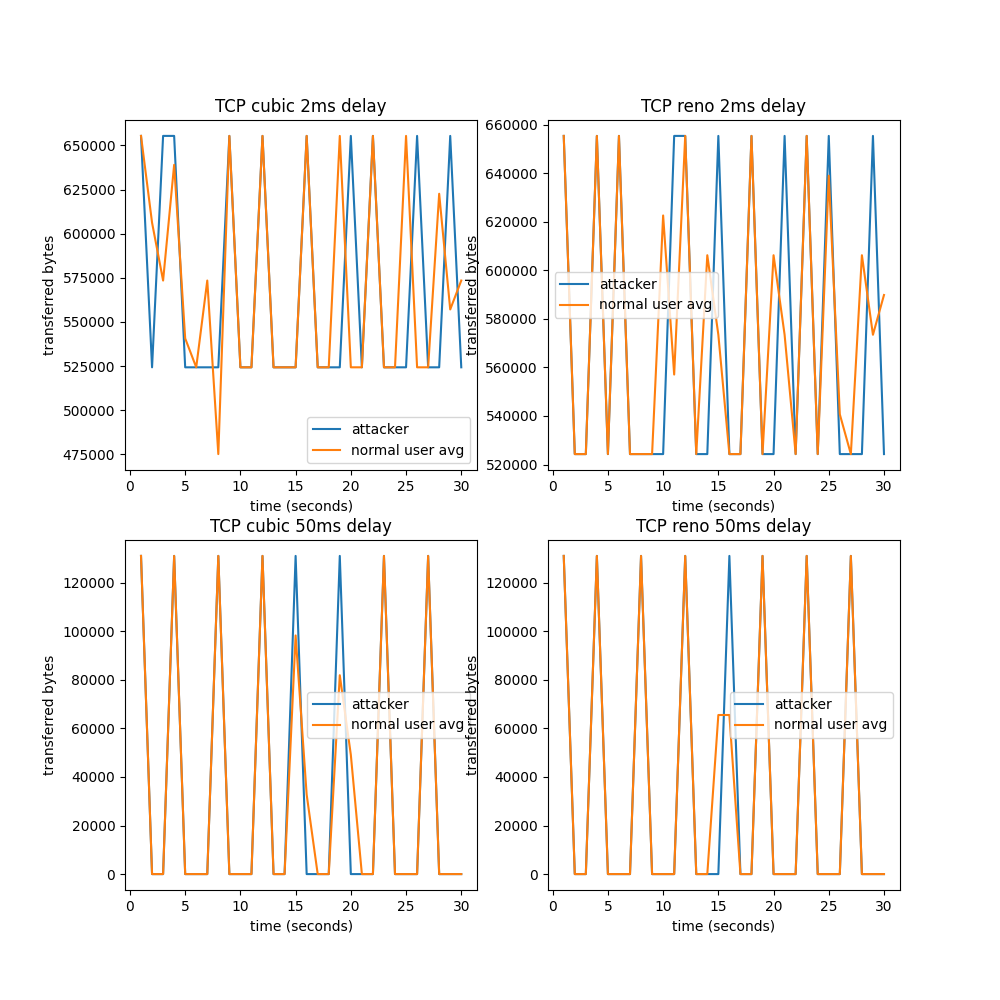 TCP cubic 2ms delay
transferred bytes
650000
625000
600000
575000
550000
525000
500000
475000
0 5 10 15 20 25 30
time (seconds)
attacker
normal user avg
TCP reno 2ms delay
transferred bytes
660000
640000
620000
600000
580000
560000
540000
520000
0 5 10 15 20 25 30
time (seconds)
attacker
normal user avg
TCP cubic 50ms delay
transferred bytes
120000
100000
80000
60000
40000
20000
0
0 5 10 15 20 25 30
time (seconds)
attacker
normal user avg
TCP reno 50ms delay
transferred bytes
120000
100000
80000
60000
40000
20000
0
0 5 10 15 20 25 30
time (seconds)
attacker
normal user avg